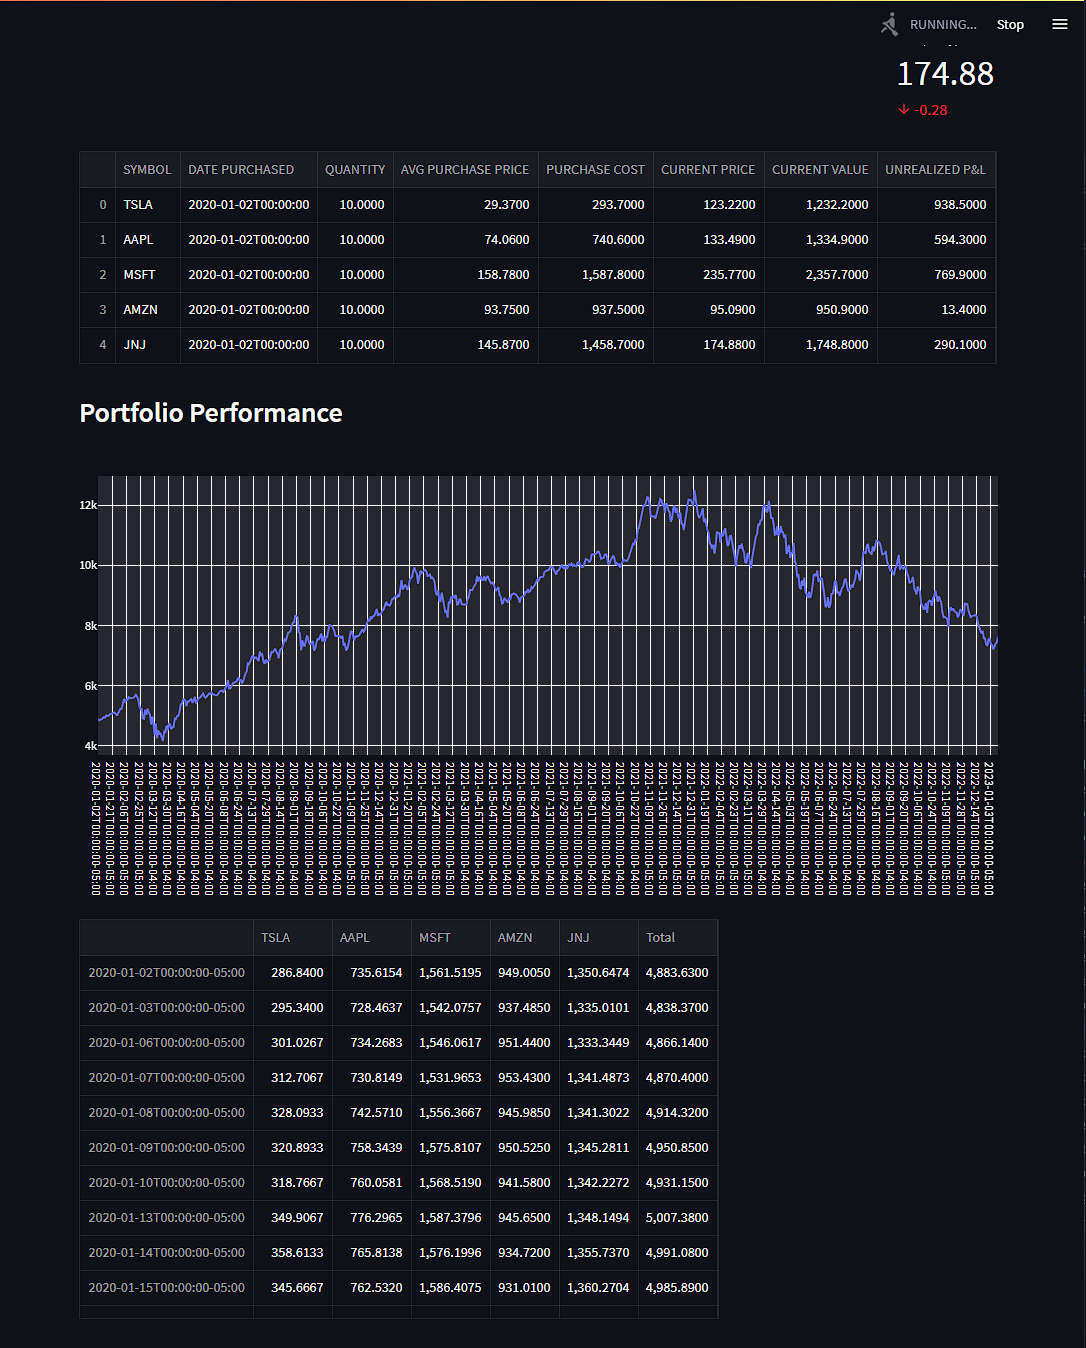 RUNNING...
Stop
174.88
-0.28
SYMBOL DATE PURCHASED QUANTITY AVG PURCHASE PRICE PURCHASE COST CURRENT PRICE CURRENT VALUE UNREALIZED P&L
0 TSLA 2020-01-02T00:00:00 10.0000 29.3700 293.7000 123.2200 1,232.2000 938.5000
1 AAPL 2020-01-02T00:00:00 10.0000 74.0600 740.6000 133.4900 1,334.9000 594.3000
2 MSFT 2020-01-02T00:00:00 10.0000 158.7800 1,587.8000 235.7700 2,357.7000 769.9000
3 AMZN 2020-01-02T00:00:00 10.0000 93.7500 937.5000 95.0900 950.9000 13.4000
4 JNJ 2020-01-02T00:00:00 10.0000 145.8700 1,458.7000 174.8800 1,748.8000 290.1000
Portfolio Performance
12k
10k
8k
6k
4k
2020-01-02T00:00:00-05:00
2020-01-21T00:00:00-05:00
2020-02-06T00:00:00-05:00
2020-02-25T00:00:00-05:00
2020-03-12T00:00:00-04:00
2020-03-30T00:00:00-04:00
2020-04-16T00:00:00-04:00
2020-05-04T00:00:00-04:00
2020-05-20T00:00:00-04:00
2020-06-08T00:00:00-04:00
2020-06-24T00:00:00-04:00
2020-07-13T00:00:00-04:00
2020-07-29T00:00:00-04:00
2020-08-14T00:00:00-04:00
2020-09-01T00:00:00-04:00
2020-09-18T00:00:00-04:00
2020-10-06T00:00:00-04:00
2020-10-22T00:00:00-04:00
2020-11-09T00:00:00-05:00
2020-11-25T00:00:00-05:00
2020-12-14T00:00:00-05:00
2020-12-31T00:00:00-05:00
2021-01-20T00:00:00-05:00
2021-02-05T00:00:00-05:00
2021-02-24T00:00:00-05:00
2021-03-12T00:00:00-05:00
2021-03-31T00:00:00-04:00
2021-04-16T00:00:00-04:00
2021-05-04T00:00:00-04:00
2021-05-20T00:00:00-04:00
2021-06-08T00:00:00-04:00
2021-06-24T00:00:00-04:00
2021-07-13T00:00:00-04:00
2021-07-29T00:00:00-04:00
2021-08-16T00:00:00-04:00
2021-09-01T00:00:00-04:00
2021-09-20T00:00:00-04:00
2021-10-06T00:00:00-04:00
2021-10-22T00:00:00-04:00
2021-11-09T00:00:00-05:00
2021-11-26T00:00:00-05:00
2021-12-14T00:00:00-05:00
2021-12-31T00:00:00-05:00
2022-01-19T00:00:00-05:00
2022-02-04T00:00:00-05:00
2022-02-23T00:00:00-05:00
2022-03-11T00:00:00-05:00
2022-03-29T00:00:00-04:00
2022-04-14T00:00:00-04:00
2022-05-03T00:00:00-04:00
2022-05-19T00:00:00-04:00
2022-06-07T00:00:00-04:00
2022-06-24T00:00:00-04:00
2022-07-13T00:00:00-04:00
2022-07-29T00:00:00-04:00
2022-08-16T00:00:00-04:00
2022-09-01T00:00:00-04:00
2022-09-20T00:00:00-04:00
2022-10-06T00:00:00-04:00
2022-10-24T00:00:00-04:00
2022-11-09T00:00:00-05:00
2022-11-28T00:00:00-05:00
2022-12-14T00:00:00-05:00
2023-01-03T00:00:00-05:00
TSLA AAPL MSFT AMZN JNJ Total
2020-01-02T00:00:00-05:00 286.8400 735.6154 1,561.5195 949.0050 1,350.6474 4,883.6300
2020-01-03T00:00:00-05:00 295.3400 728.4637 1,542.0757 937.4850 1,335.0101 4,838.3700
2020-01-06T00:00:00-05:00 301.0267 734.2683 1,546.0617 951.4400 1,333.3449 4,866.1400
2020-01-07T00:00:00-05:00 312.7067 730.8149 1,531.9653 953.4300 1,341.4873 4,870.4000
2020-01-08T00:00:00-05:00 328.0933 742.5710 1,556.3667 945.9850 1,341.3022 4,914.3200
2020-01-09T00:00:00-05:00 320.8933 758.3439 1,575.8107 950.5250 1,345.2811 4,950.8500
2020-01-10T00:00:00-05:00 318.7667 760.0581 1,568.5190 941.5800 1,342.2272 4,931.1500
2020-01-13T00:00:00-05:00 349.9067 776.2965 1,587.3796 945.6500 1,348.1494 5,007.3800
2020-01-14T00:00:00-05:00 358.6133 765.8138 1,576.1996 934.7200 1,355.7370 4,991.0800
2020-01-15T00:00:00-05:00 345.6667 762.5320 1,586.4075 931.0100 1,360.2704 4,985.8900